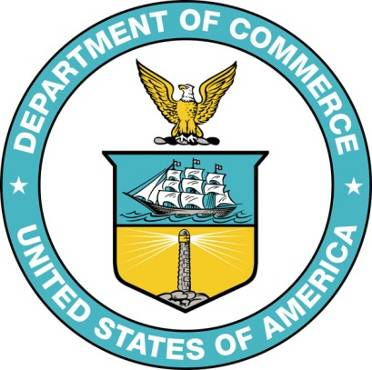 DEPARTMENT OF COMMERCE
UNITED STATES OF AMERICA